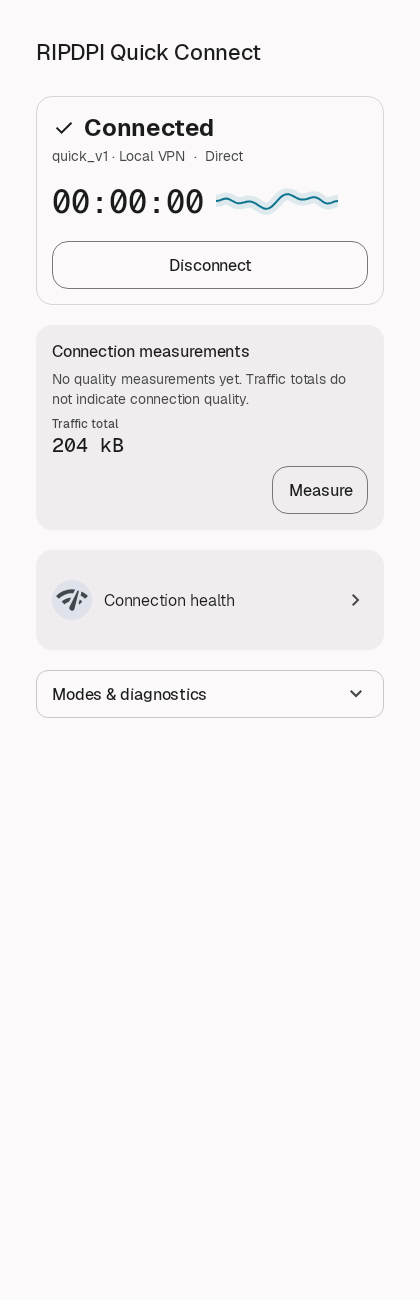 RIPDPI Quick Connect
Connected
quick_v1 · Local VPN · Direct
00:00:00
Disconnect
Connection measurements
No quality measurements yet. Traffic totals do
not indicate connection quality.
Traffic total
204 kB
Measure
Connection health
Modes & diagnostics